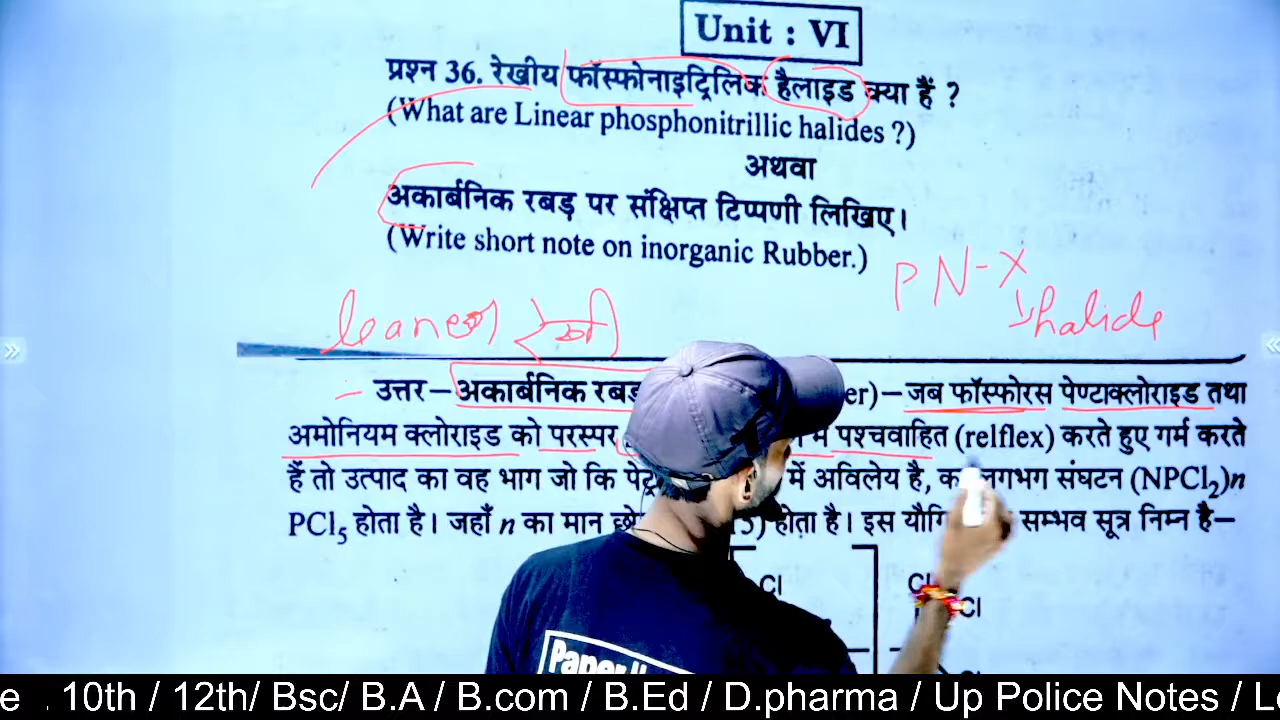 Unit : VI
प्रश्न 36. रेखीय फॉस्फोनाइट्रिलिक हैलाइड क्या हैं ?
(What are Linear phosphonitrillic halides ?)
अथवा
अकार्बनिक रबड़ पर संक्षिप्त टिप्पणी लिखिए।
(Write short note on inorganic Rubber.)
PN-X
halide
उत्तर–अकार्बनिक रबड़ er)–जब फॉस्फोरस पेण्टाक्लोराइड तथा
अमोनियम क्लोराइड को परस्पर में पश्चवाहित (relflex) करते हुए गर्म करते
हैं तो उत्पाद का वह भाग जो कि में अविलेय है, लगभग संघटन (NPCl₂)n
PCl₅ होता है। जहाँ n का मान 15) होता है। इस सम्भव सूत्र निम्न है–
Cl Cl
Cl
10th / 12th/ Bsc/ B.A / B.com / B.Ed / D.pharma / Up Police Notes /